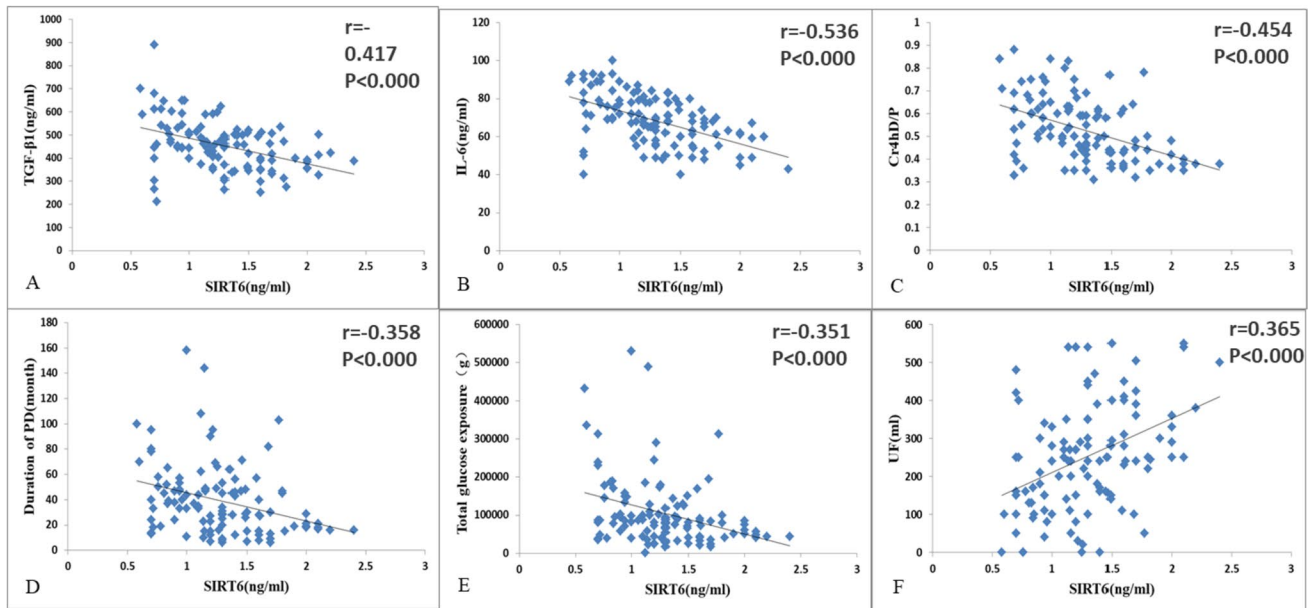 1000
900
800
700
600
500
400
300
200
100
0
TGF-β1(ng/ml)
r=-
0.417
P<0.000
0 0.5 1 1.5 2 2.5 3
SIRT6(ng/ml)
A
120
100
80
60
40
20
0
IL-6(ng/ml)
r=-0.536
P<0.000
0 0.5 1 1.5 2 2.5 3
SIRT6(ng/ml)
B
1
0.9
0.8
0.7
0.6
0.5
0.4
0.3
0.2
0.1
0
Cr4hD/P
r=-0.454
P<0.000
0 0.5 1 1.5 2 2.5 3
SIRT6(ng/ml)
C
180
160
140
120
100
80
60
40
20
0
Duration of PD(month)
r=-0.358
P<0.000
0 0.5 1 1.5 2 2.5 3
SIRT6(ng/ml)
D
600000
500000
400000
300000
200000
100000
0
Total glucose exposure（g）
r=-0.351
P<0.000
0 0.5 1 1.5 2 2.5 3
SIRT6(ng/ml)
E
600
500
400
300
200
100
0
UF(ml)
r=0.365
P<0.000
0 0.5 1 1.5 2 2.5 3
SIRT6(ng/ml)
F